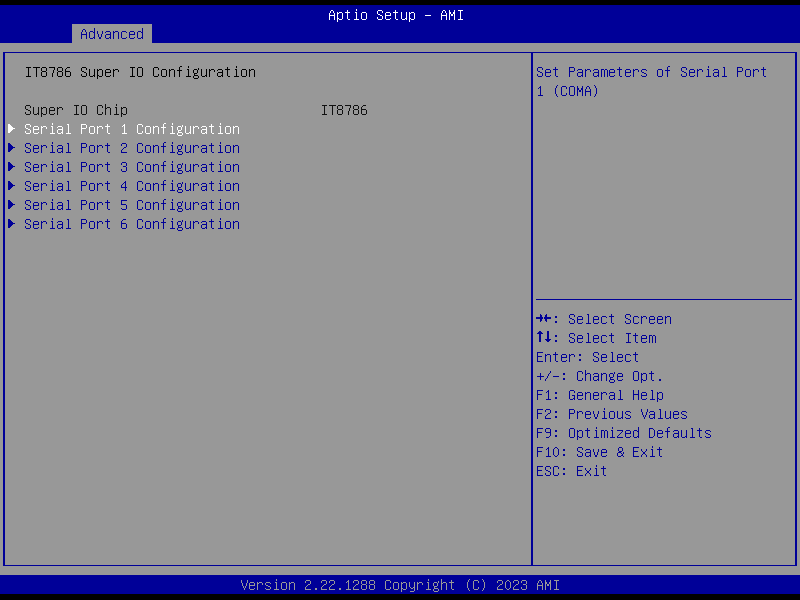 Aptio Setup – AMI
Advanced
IT8786 Super IO Configuration
Super IO Chip IT8786
Serial Port 1 Configuration
Serial Port 2 Configuration
Serial Port 3 Configuration
Serial Port 4 Configuration
Serial Port 5 Configuration
Serial Port 6 Configuration
Set Parameters of Serial Port
1 (COMA)
→←: Select Screen
↑↓: Select Item
Enter: Select
+/-: Change Opt.
F1: General Help
F2: Previous Values
F9: Optimized Defaults
F10: Save & Exit
ESC: Exit
Version 2.22.1288 Copyright (C) 2023 AMI